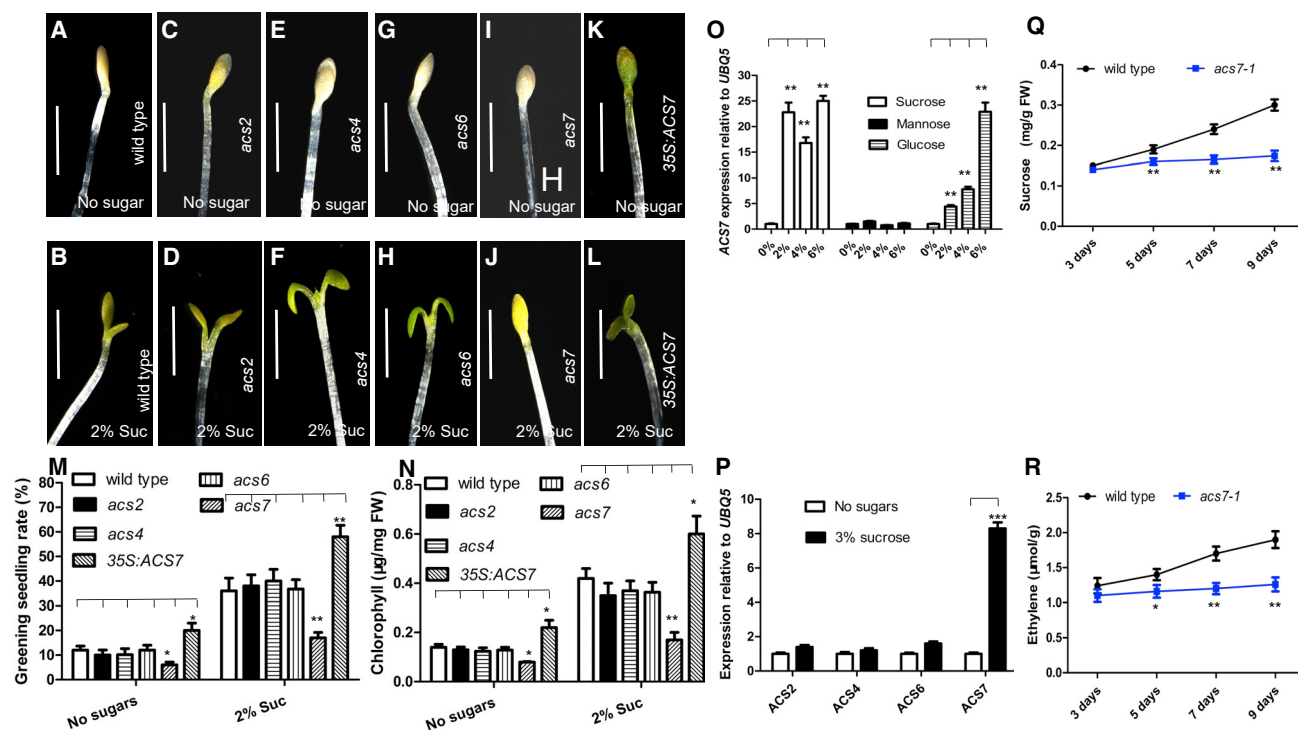 A
wild type
No sugar
C
acs2
No sugar
E
acs4
No sugar
G
acs6
No sugar
I
acs7
H
No sugar
K
35S:ACS7
No sugar
B
wild type
2% Suc
D
acs2
2% Suc
F
acs4
2% Suc
H
acs6
2% Suc
J
acs7
2% Suc
L
35S:ACS7
2% Suc
O
ACS7 expression relative to UBQ5
30
25
20
15
10
5
0
** ** **
** ** **
Sucrose
Mannose
Glucose
0% 2% 4% 6% 0% 2% 4% 6% 0% 2% 4% 6%
Q
Sucrose (mg/g FW)
wild type acs7-1
0.4
0.3
0.2
0.1
0.0
** ** **
3 days 5 days 7 days 9 days
M
Greening seedling rate (%)
80
70
60
50
40
30
20
10
0
wild type
acs2
acs4
35S:ACS7
acs6
acs7
* * ** **
No sugars 2% Suc
N
Chlorophyll (µg/mg FW)
0.8
0.6
0.4
0.2
0.0
wild type
acs2
acs4
35S:ACS7
acs6
acs7
* * ** *
No sugars 2% Suc
P
Expression relative to UBQ5
10
8
6
4
2
0
No sugars
3% sucrose
***
ACS2 ACS4 ACS6 ACS7
R
Ethylene (µmol/g)
wild type acs7-1
2.5
2.0
1.5
1.0
0.5
0.0
* ** **
3 days 5 days 7 days 9 days